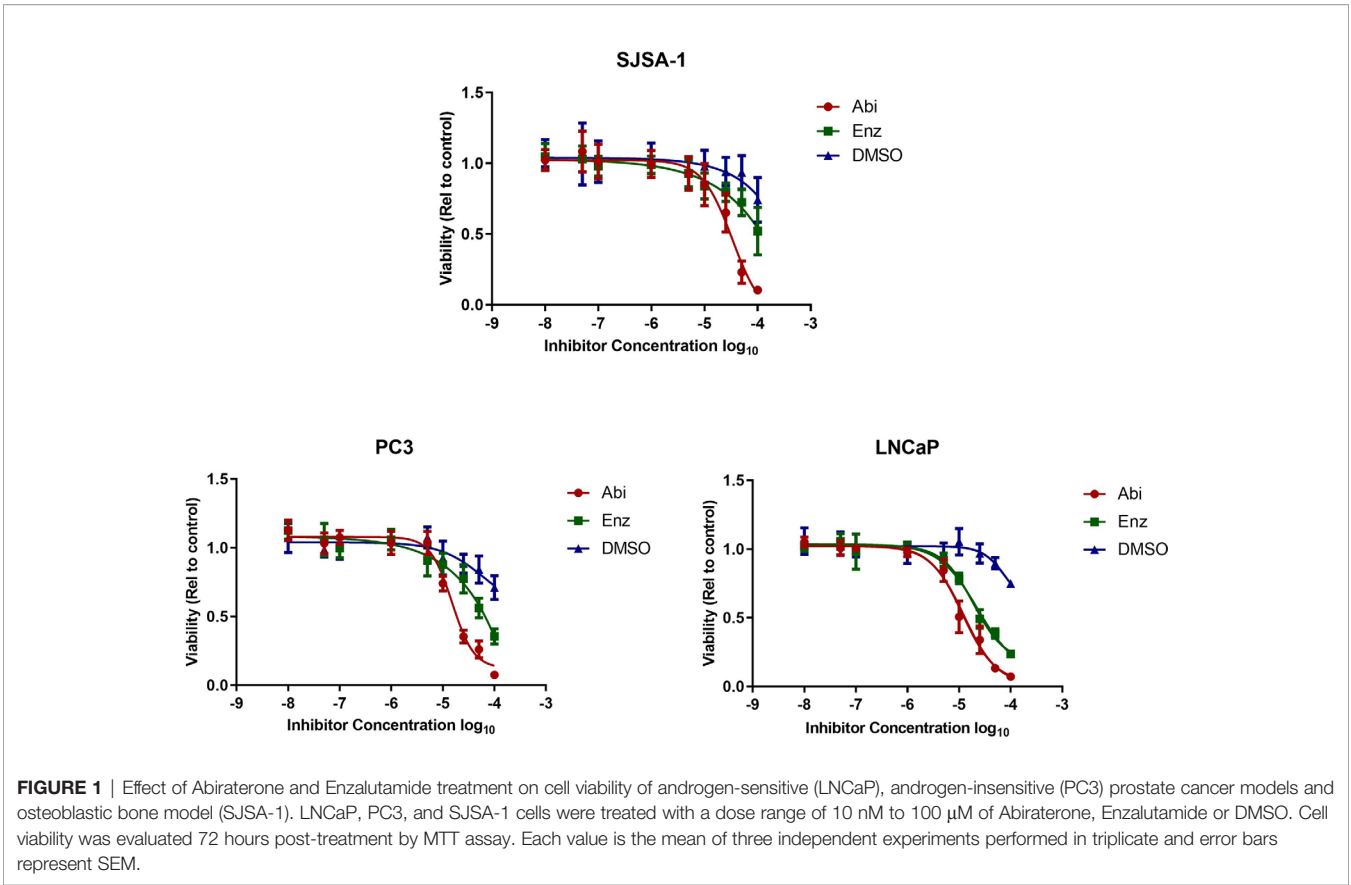 SJSA-1
1.5
1.0
0.5
0.0
Viability (Rel to control)
-9 -8 -7 -6 -5 -4 -3
Inhibitor Concentration log10
Abi
Enz
DMSO
PC3
1.5
1.0
0.5
0.0
Viability (Rel to control)
-9 -8 -7 -6 -5 -4 -3
Inhibitor Concentration log10
Abi
Enz
DMSO
LNCaP
1.5
1.0
0.5
0.0
Viability (Rel to control)
-9 -8 -7 -6 -5 -4 -3
Inhibitor Concentration log10
Abi
Enz
DMSO
FIGURE 1 | Effect of Abiraterone and Enzalutamide treatment on cell viability of androgen-sensitive (LNCaP), androgen-insensitive (PC3) prostate cancer models and
osteoblastic bone model (SJSA-1). LNCaP, PC3, and SJSA-1 cells were treated with a dose range of 10 nM to 100 μM of Abiraterone, Enzalutamide or DMSO. Cell
viability was evaluated 72 hours post-treatment by MTT assay. Each value is the mean of three independent experiments performed in triplicate and error bars
represent SEM.